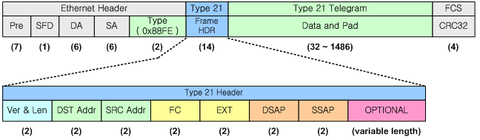 Ethernet Header
Type 21
Type 21 Telegram
FCS
Pre
SFD
DA
SA
Type
( 0x88FE )
Frame
HDR
Data and Pad
CRC32
(7)
(1)
(6)
(6)
(2)
(14)
(32 ~ 1486)
(4)
Type 21 Header
Ver & Len
DST Addr
SRC Addr
FC
EXT
DSAP
SSAP
OPTIONAL
(2)
(2)
(2)
(2)
(2)
(2)
(2)
(variable length)